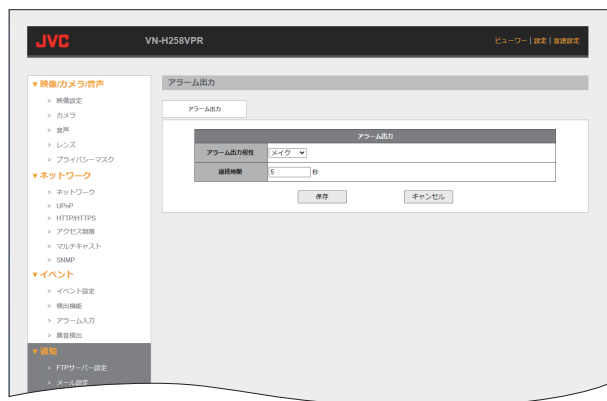 JVC
VN-H258VPR
ビューワー | 設定 | 言語設定
▼映像/カメラ/音声
> 映像設定
> カメラ
> 音声
> レンズ
> プライバシーマスク
▼ネットワーク
> ネットワーク
> UPnP
> HTTP/HTTPS
> アクセス制限
> マルチキャスト
> SNMP
▼イベント
> イベント設定
> 検出機能
> アラーム入力
> 異音検出
▼通知
> FTPサーバー設定
> メール設定
アラーム出力
アラーム出力
アラーム出力
アラーム出力極性 メイク
継続時間 5 秒
保存 キャンセル